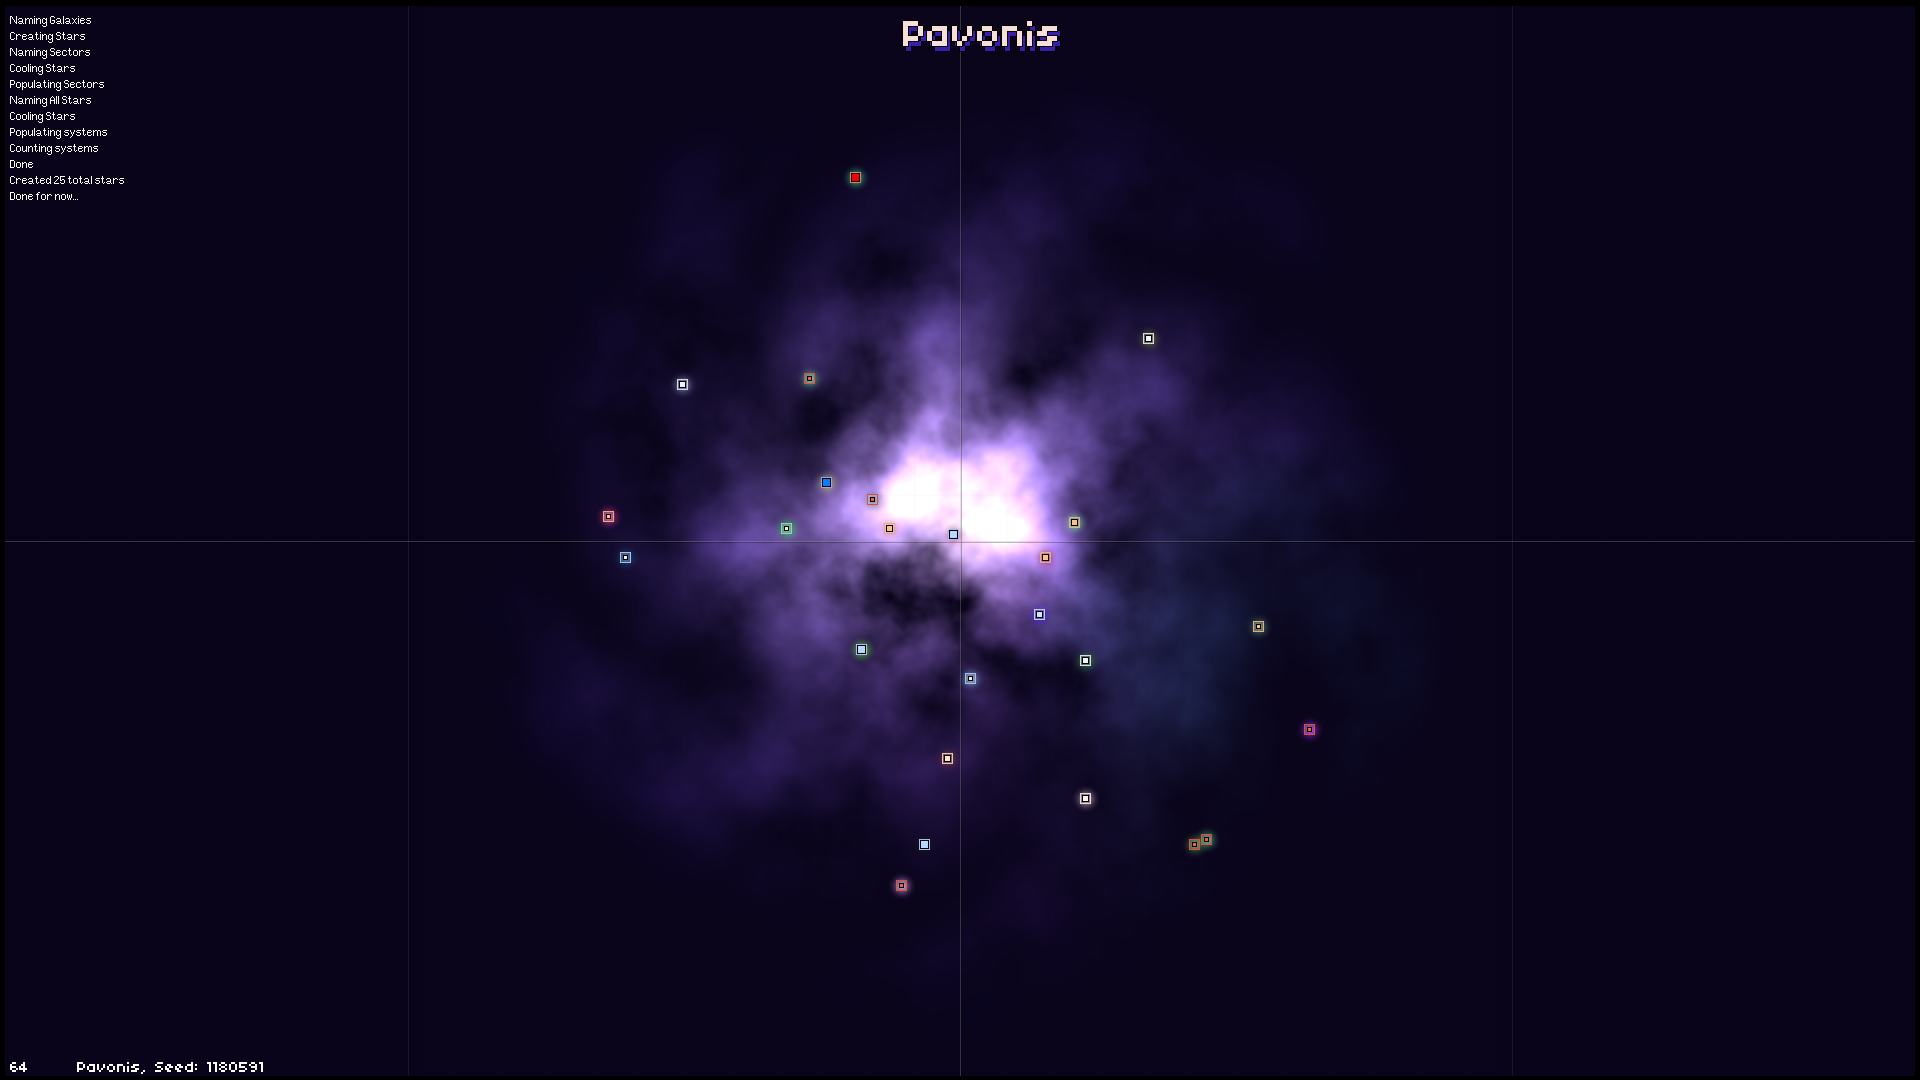 Pavonis
Naming Galaxies
Creating Stars
Naming Sectors
Cooling Stars
Populating Sectors
Naming All Stars
Cooling Stars
Populating systems
Counting systems
Done
Created 25 total stars
Done for now...
64 Pavonis, Seed: 1180591